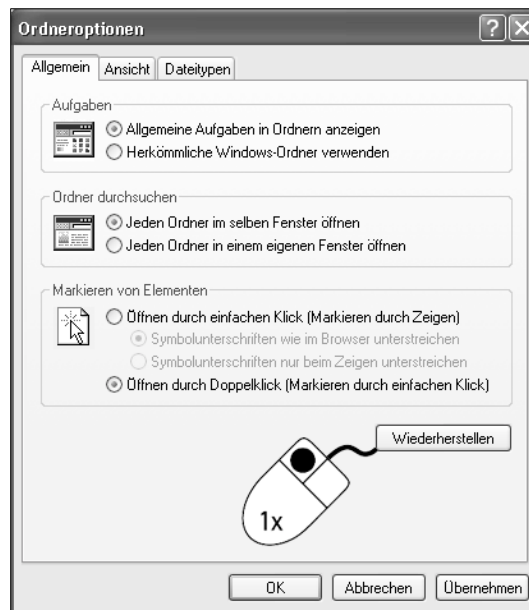 Ordneroptionen
Allgemein Ansicht Dateitypen
Aufgaben
Allgemeine Aufgaben in Ordnern anzeigen
Herkömmliche Windows-Ordner verwenden
Ordner durchsuchen
Jeden Ordner im selben Fenster öffnen
Jeden Ordner in einem eigenen Fenster öffnen
Markieren von Elementen
Öffnen durch einfachen Klick (Markieren durch Zeigen)
Symbolunterschriften wie im Browser unterstreichen
Symbolunterschriften nur beim Zeigen unterstreichen
Öffnen durch Doppelklick (Markieren durch einfachen Klick)
Wiederherstellen
1x
OK Abbrechen Übernehmen